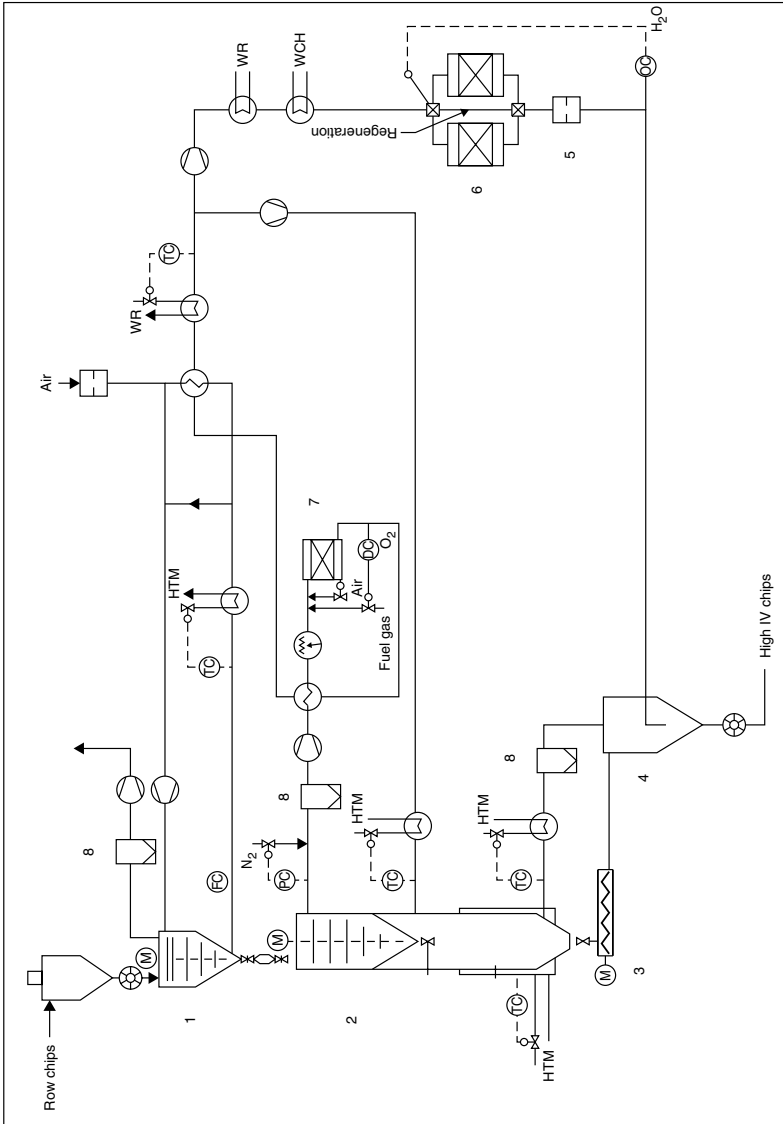 Row chips
M
1
8
FC
TC
HTM
Air
WR
TC
WR
WCH
Regeneration
6
5
OC
H2O
M
2
N2
PC
8
7
Air
Fuel gas
DC
O2
TC
HTM
TC
HTM
TC
HTM
M
3
8
4
High IV chips